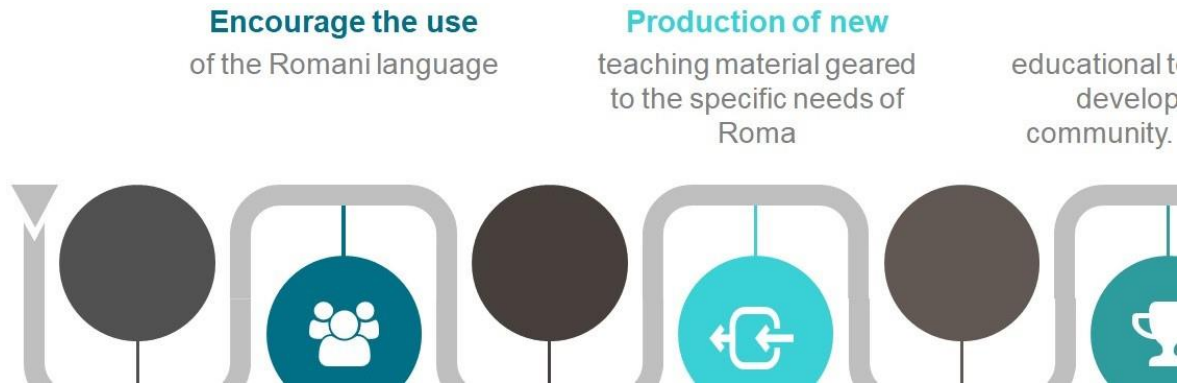 Encourage the use
of the Romani language
Production of new
teaching material geared
to the specific needs of
Roma
educational
develop
community.